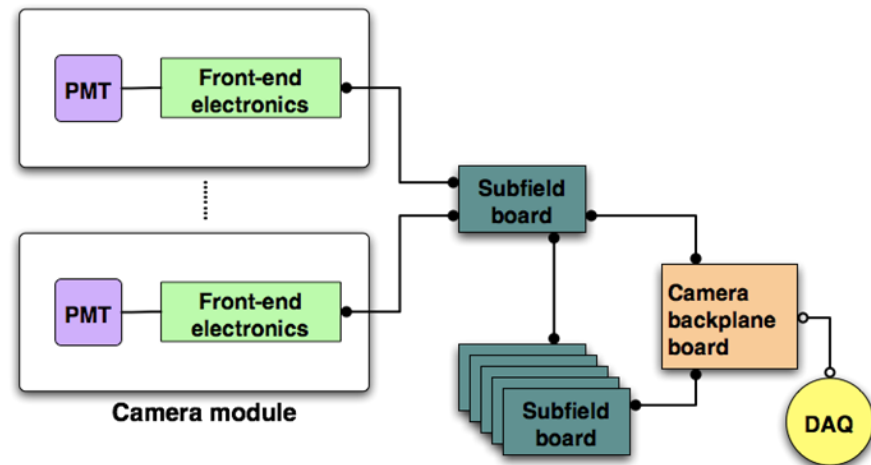 PMT
Front-end
electronics
Subfield
board
PMT
Front-end
electronics
Camera
backplane
board
Camera module
Subfield
board
DAQ